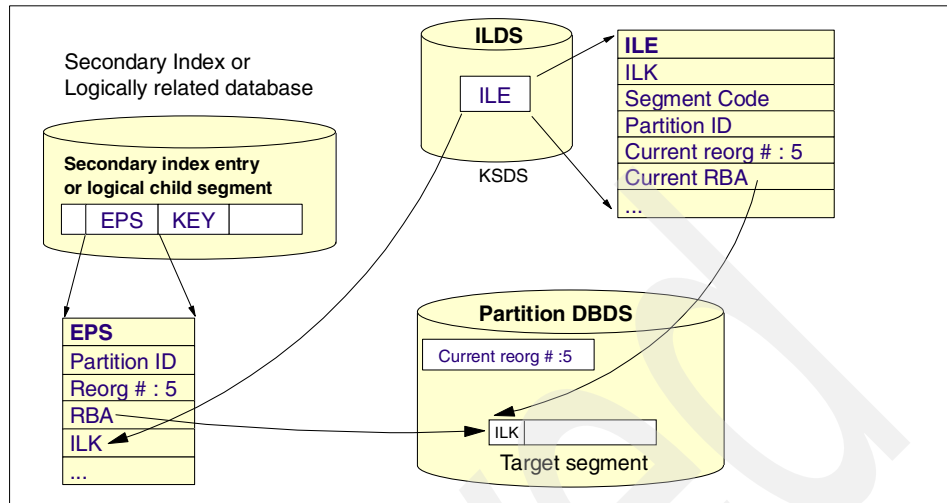 Secondary Index or
Logically related database
Secondary index entry
or logical child segment
EPS KEY
EPS
Partition ID
Reorg # : 5
RBA
ILK
...
ILDS
ILE
KSDS
ILE
ILK
Segment Code
Partition ID
Current reorg # : 5
Current RBA
...
Partition DBDS
Current reorg # :5
ILK
Target segment